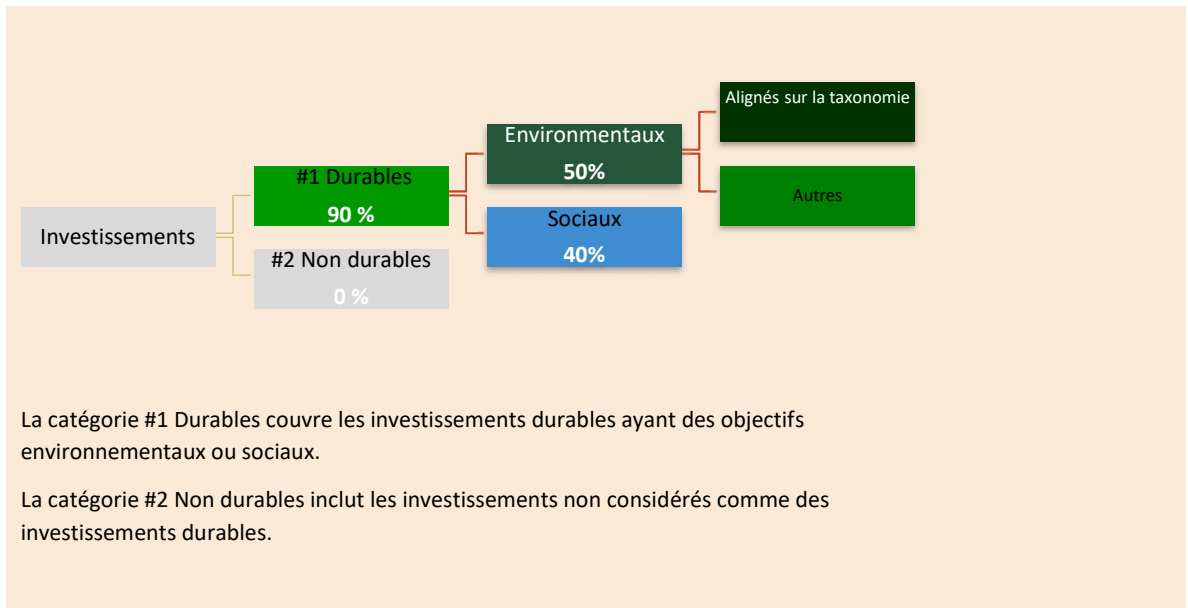 Investissements
#1 Durables
90 %
#2 Non durables
0 %
Environmentaux
50%
Sociaux
40%
Alignés sur la taxonomie
Autres
La catégorie #1 Durables couvre les investissements durables ayant des objectifs
environnementaux ou sociaux.
La catégorie #2 Non durables inclut les investissements non considérés comme des
investissements durables.